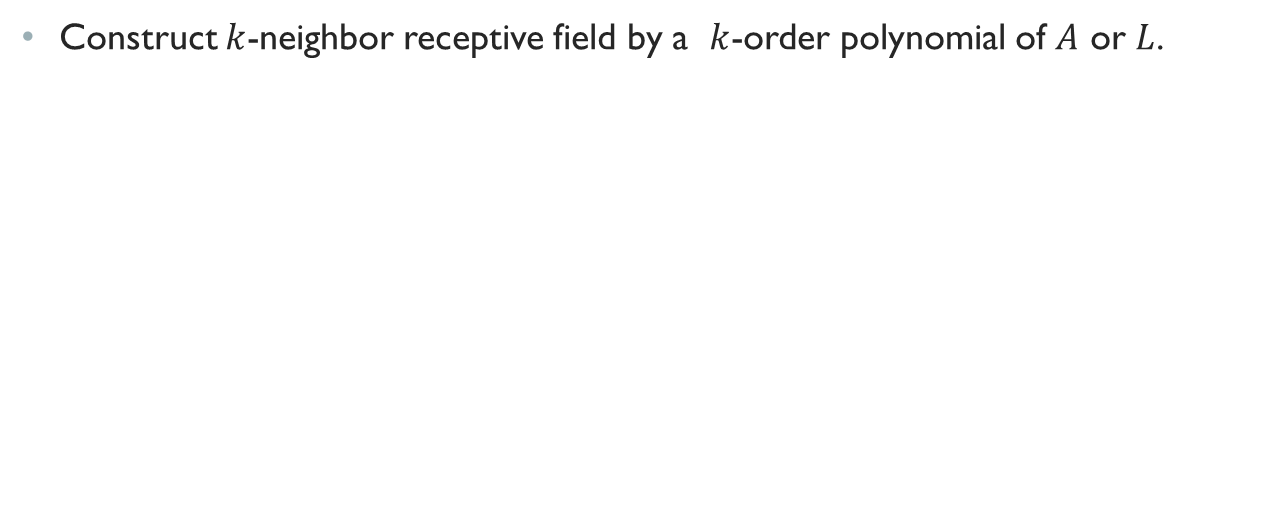 • Construct k-neighbor receptive field by a k-order polynomial of A or L.